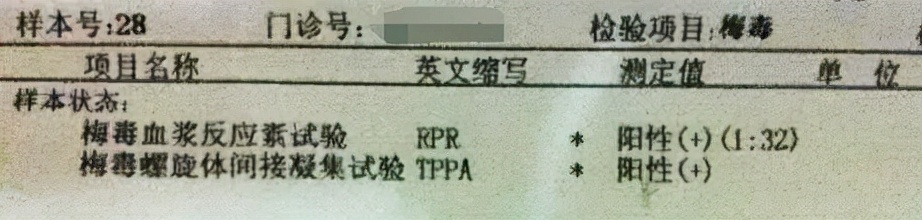 样本号:28 门诊号: 检验项目:梅毒
项目名称 英文缩写 测定值 单 位
样本状态:
梅毒血浆反应素试验 RPR * 阳性(+)(1:32)
梅毒螺旋体间接凝集试验 TPPA * 阳性(+)